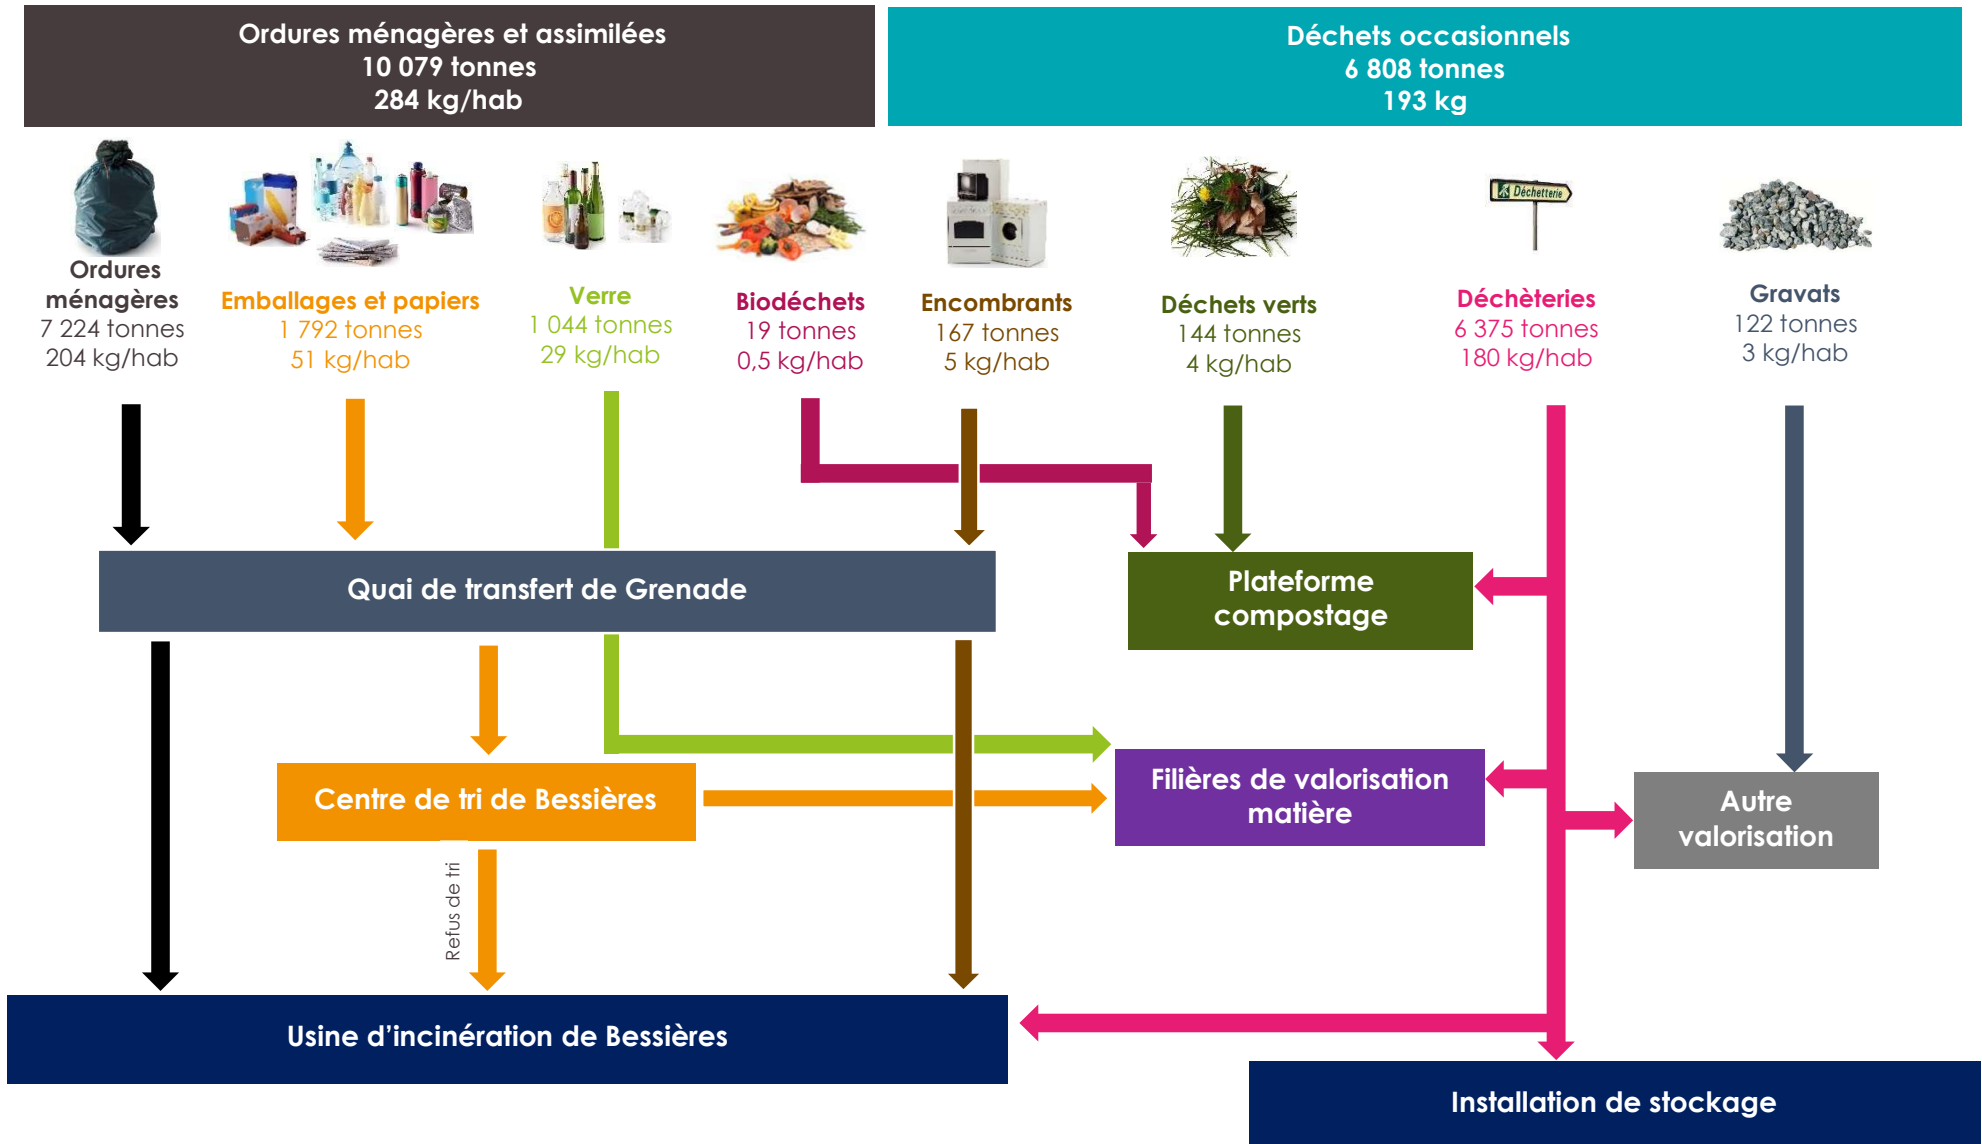 Ordures ménagères et assimilées
10 079 tonnes
284 kg/hab
Déchets occasionnels
6 808 tonnes
193 kg
Déchetterie
Ordures
ménagères
7 224 tonnes
204 kg/hab
Emballages et papiers
1 792 tonnes
51 kg/hab
Verre
1 044 tonnes
29 kg/hab
Biodéchets
19 tonnes
0,5 kg/hab
Encombrants
167 tonnes
5 kg/hab
Déchets verts
144 tonnes
4 kg/hab
Déchèteries
6 375 tonnes
180 kg/hab
Gravats
122 tonnes
3 kg/hab
Quai de transfert de Grenade
Plateforme
compostage
Centre de tri de Bessières
Filières de valorisation
matière
Autre
valorisation
Refus de tri
Usine d’incinération de Bessières
Installation de stockage